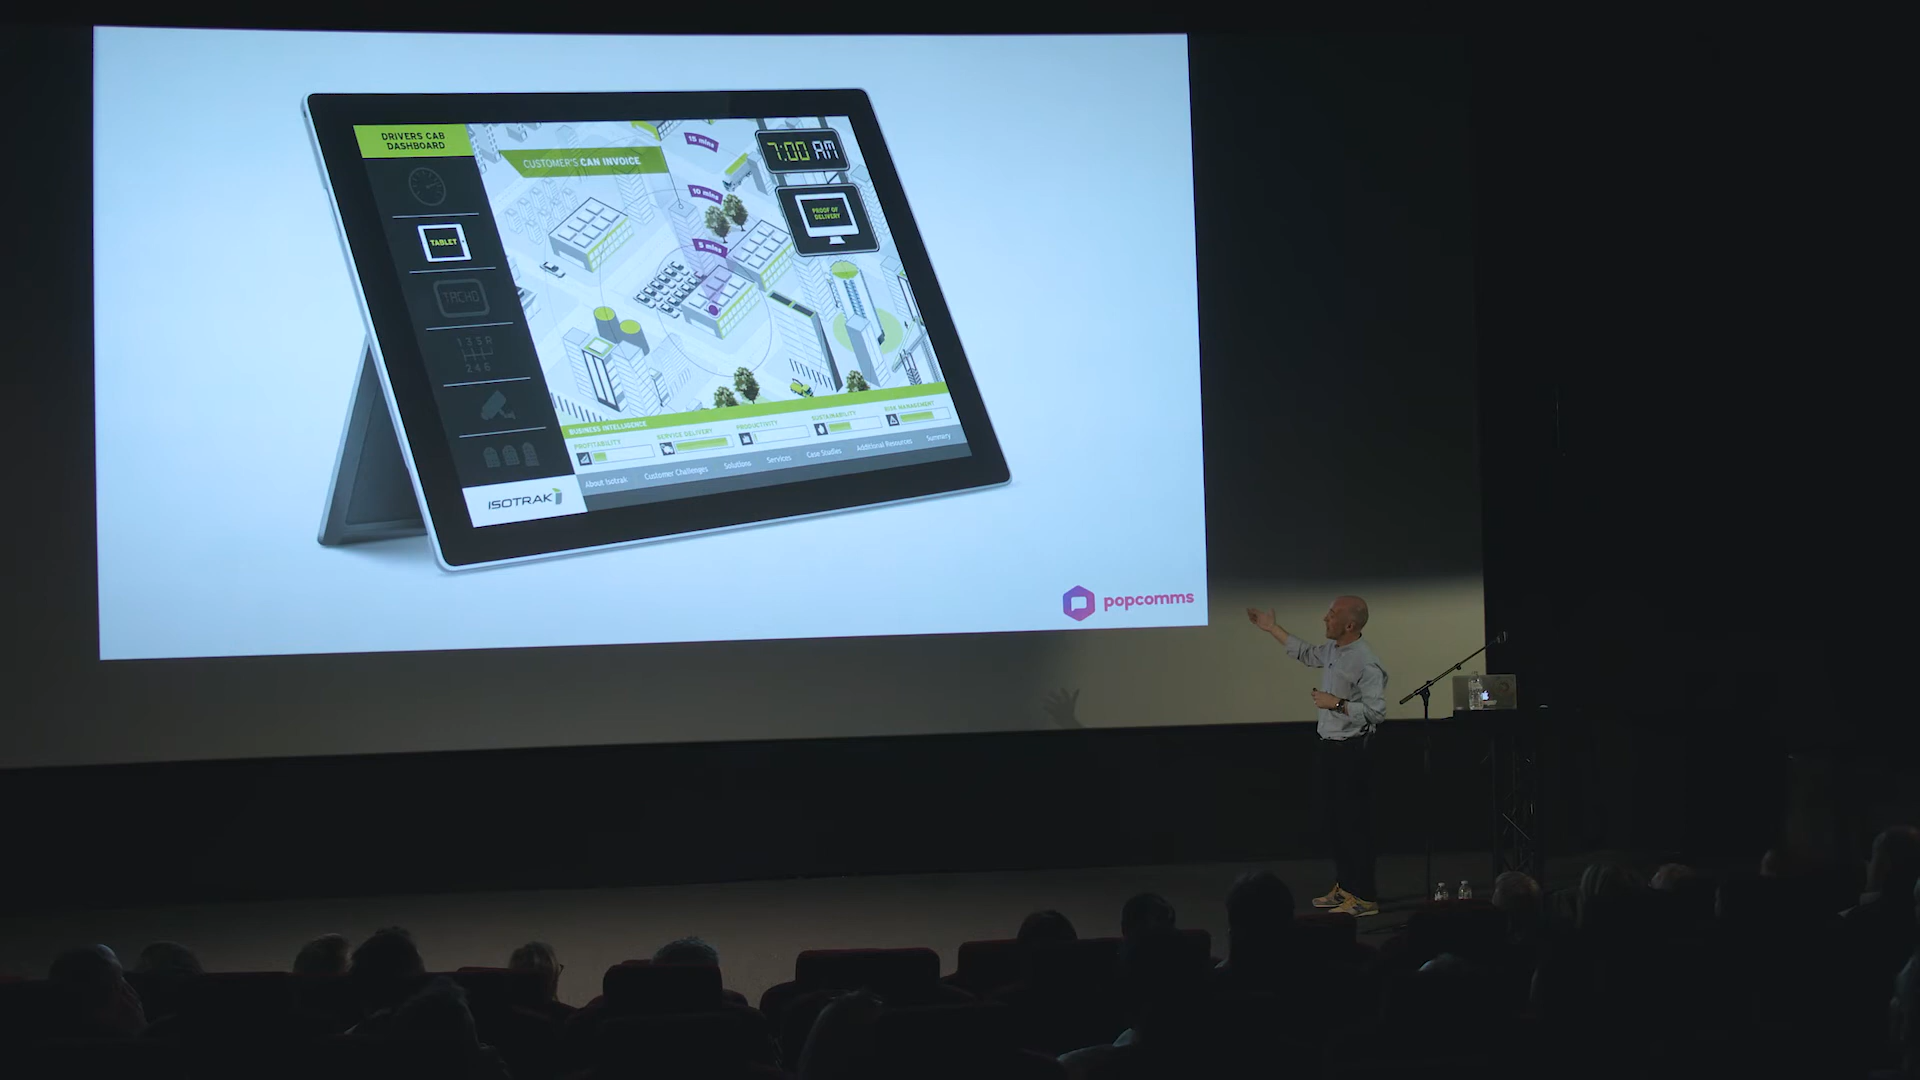 DRIVERS CAB
DASHBOARD
CUSTOMER'S CAN INVOICE
15 mins
10 mins
5 mins
7:00 AM
PROOF OF
DELIVERY
TABLET
TACHO
1 3 5 R
2 4 6
BUSINESS INTELLIGENCE
PROFITABILITY
SERVICE DELIVERY
PRODUCTIVITY
SUSTAINABILITY
RISK MANAGEMENT
About Isotrak
Customer Challenges
Solutions
Services
Case Studies
Additional Resources
Summary
ISOTRAK
popcomms